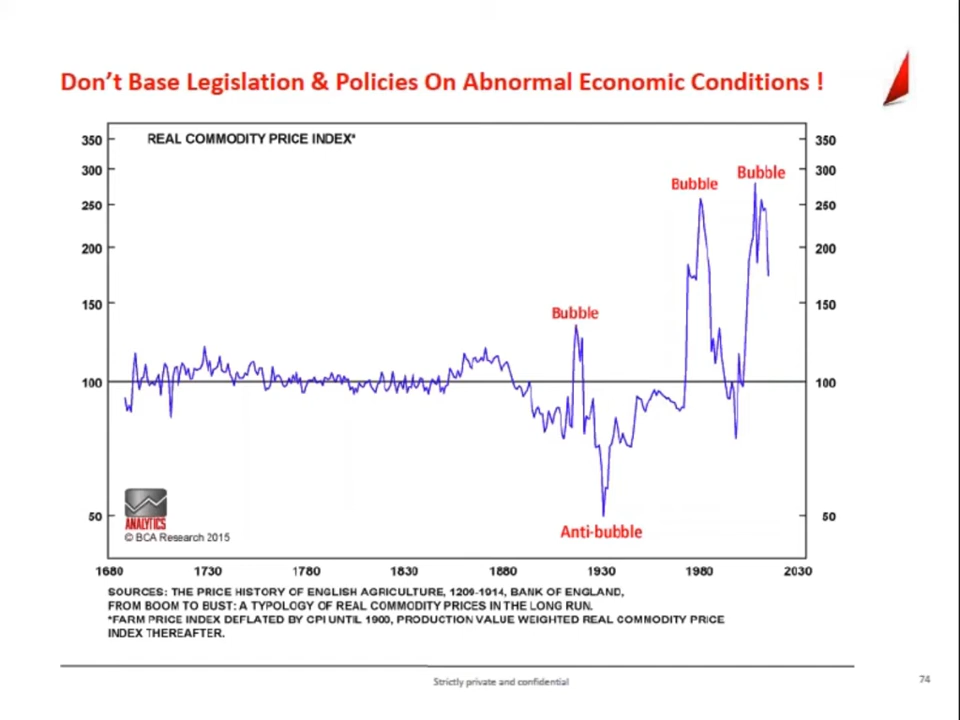 Don't Base Legislation & Policies On Abnormal Economic Conditions !
REAL COMMODITY PRICE INDEX*
350 350
300 300
250 250
200 200
150 150
100 100
50 50
Bubble
Bubble
Bubble
Anti-bubble
ANALYTICS
© BCA Research 2015
1680 1730 1780 1830 1880 1930 1980 2030
SOURCES: THE PRICE HISTORY OF ENGLISH AGRICULTURE, 1209-1914, BANK OF ENGLAND,
FROM BOOM TO BUST: A TYPOLOGY OF REAL COMMODITY PRICES IN THE LONG RUN.
*FARM PRICE INDEX DEFLATED BY CPI UNTIL 1900, PRODUCTION VALUE WEIGHTED REAL COMMODITY PRICE
INDEX THEREAFTER.
Strictly private and confidential
74